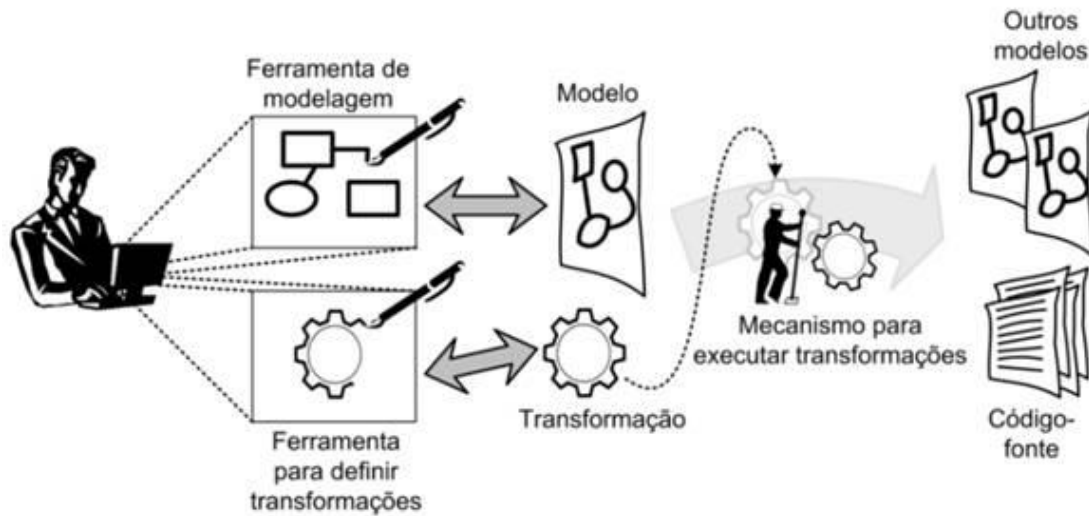 Ferramenta de
modelagem
Modelo
Outros
modelos
Mecanismo para
executar transformações
Ferramenta
para definir
transformações
Transformação
Código-
fonte